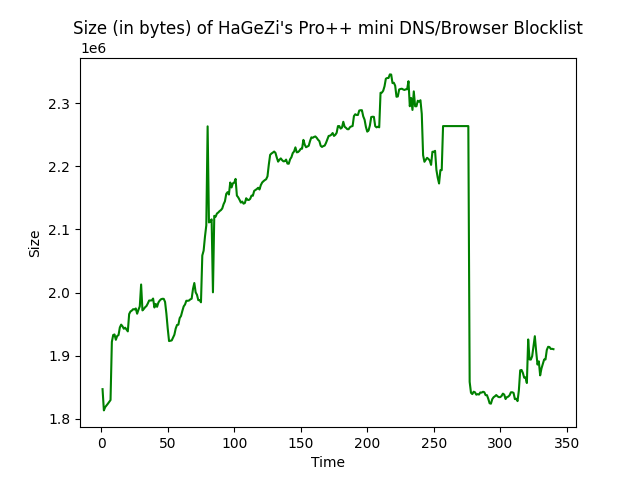 Size (in bytes) of HaGeZi's Pro++ mini DNS/Browser Blocklist
1e6
2.3
2.2
2.1
2.0
1.9
1.8
Size
0 50 100 150 200 250 300 350
Time